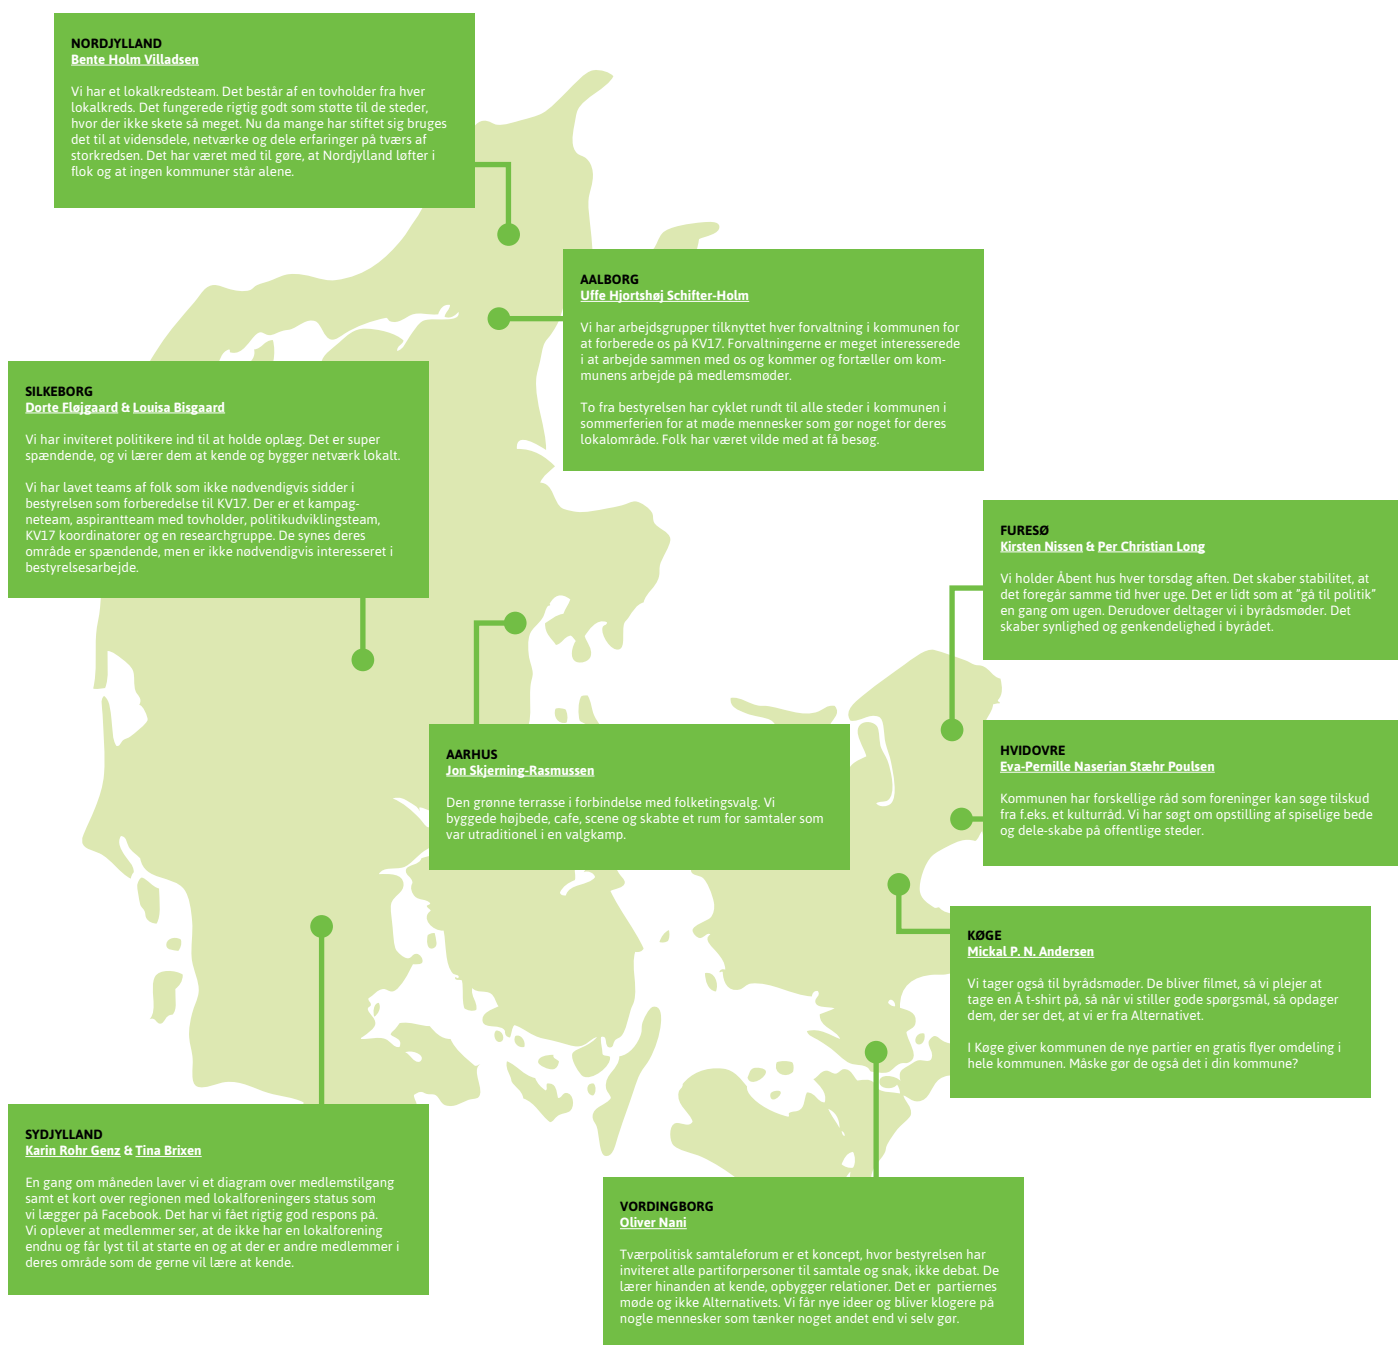 NORDJYLLAND
Bente Holm Villadsen
Vi har et lokalkredsteam. Det består af en tovholder fra hver
lokalkreds. Det fungerede rigtig godt som støtte til de steder,
hvor der ikke skete så meget. Nu da mange har stiftet sig bruges
det til at vidensdele, netværke og dele erfaringer på tværs af
storkredsen. Det har været med til gøre, at Nordjylland løfter i
flok og at ingen kommuner står alene.
AALBORG
Uffe Hjortshøj Schifter-Holm
Vi har arbejdsgrupper tilknyttet hver forvaltning i kommunen for
at forberede os på KV17. Forvaltningerne er meget interesserede
i at arbejde sammen med os og kommer og fortæller om kom-
munens arbejde på medlemsmøder.
To fra bestyrelsen har cyklet rundt til alle steder i kommunen i
sommerferien for at møde mennesker som gør noget for deres
lokalområde. Folk har været vilde med at få besøg.
SILKEBORG
Dorte Fløjgaard & Louisa Bisgaard
Vi har inviteret politikere ind til at holde oplæg. Det er super
spændende, og vi lærer dem at kende og bygger netværk lokalt.
Vi har lavet teams af folk som ikke nødvendigvis sidder i
bestyrelsen som forberedelse til KV17. Der er et kampag-
neteam, aspirantteam med tovholder, politikudviklingsteam,
KV17 koordinatorer og en researchgruppe. De synes deres
område er spændende, men er ikke nødvendigvis interesseret i
bestyrelsesarbejde.
FURESØ
Kirsten Nissen & Per Christian Long
Vi holder Åbent hus hver torsdag aften. Det skaber stabilitet, at
det foregår samme tid hver uge. Det er lidt som at ”gå til politik”
en gang om ugen. Derudover deltager vi i byrådsmøder. Det
skaber synlighed og genkendelighed i byrådet.
AARHUS
Jon Skjerning-Rasmussen
Den grønne terrasse i forbindelse med folketingsvalg. Vi
byggede højbede, cafe, scene og skabte et rum for samtaler som
var utraditionel i en valgkamp.
HVIDOVRE
Eva-Pernille Naserian Stæhr Poulsen
Kommunen har forskellige råd som foreninger kan søge tilskud
fra f.eks. et kulturråd. Vi har søgt om opstilling af spiselige bede
og dele-skabe på offentlige steder.
KØGE
Mickal P. N. Andersen
Vi tager også til byrådsmøder. De bliver filmet, så vi plejer at
tage en Å t-shirt på, så når vi stiller gode spørgsmål, så opdager
dem, der ser det, at vi er fra Alternativet.
I Køge giver kommunen de nye partier en gratis flyer omdeling i
hele kommunen. Måske gør de også det i din kommune?
SYDJYLLAND
Karin Rohr Genz & Tina Brixen
En gang om måneden laver vi et diagram over medlemstilgang
samt et kort over regionen med lokalforeningers status som
vi lægger på Facebook. Det har vi fået rigtig god respons på.
Vi oplever at medlemmer ser, at de ikke har en lokalforening
endnu og får lyst til at starte en og at der er andre medlemmer i
deres område som de gerne vil lære at kende.
VORDINGBORG
Oliver Nani
Tværpolitisk samtaleforum er et koncept, hvor bestyrelsen har
inviteret alle partiforpersoner til samtale og snak, ikke debat. De
lærer hinanden at kende, opbygger relationer. Det er partiernes
møde og ikke Alternativets. Vi får nye ideer og bliver klogere på
nogle mennesker som tænker noget andet end vi selv gør.